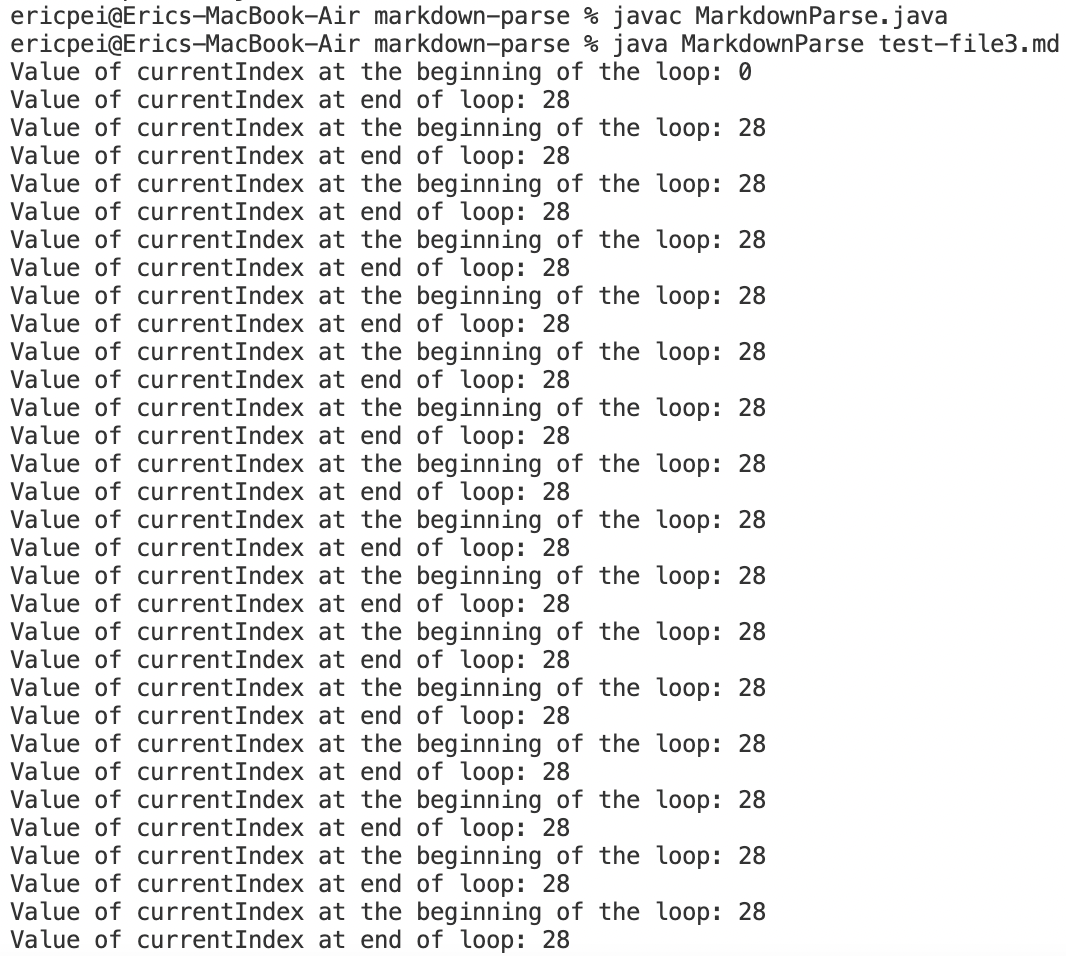 ericpei@Erics-MacBook-Air markdown-parse % javac MarkdownParse.java
ericpei@Erics-MacBook-Air markdown-parse % java MarkdownParse test-file3.md
Value of currentIndex at the beginning of the loop: 0
Value of currentIndex at end of loop: 28
Value of currentIndex at the beginning of the loop: 28
Value of currentIndex at end of loop: 28
Value of currentIndex at the beginning of the loop: 28
Value of currentIndex at end of loop: 28
Value of currentIndex at the beginning of the loop: 28
Value of currentIndex at end of loop: 28
Value of currentIndex at the beginning of the loop: 28
Value of currentIndex at end of loop: 28
Value of currentIndex at the beginning of the loop: 28
Value of currentIndex at end of loop: 28
Value of currentIndex at the beginning of the loop: 28
Value of currentIndex at end of loop: 28
Value of currentIndex at the beginning of the loop: 28
Value of currentIndex at end of loop: 28
Value of currentIndex at the beginning of the loop: 28
Value of currentIndex at end of loop: 28
Value of currentIndex at the beginning of the loop: 28
Value of currentIndex at end of loop: 28
Value of currentIndex at the beginning of the loop: 28
Value of currentIndex at end of loop: 28
Value of currentIndex at the beginning of the loop: 28
Value of currentIndex at end of loop: 28
Value of currentIndex at the beginning of the loop: 28
Value of currentIndex at end of loop: 28
Value of currentIndex at the beginning of the loop: 28
Value of currentIndex at end of loop: 28
Value of currentIndex at the beginning of the loop: 28
Value of currentIndex at end of loop: 28
Value of currentIndex at the beginning of the loop: 28
Value of currentIndex at end of loop: 28